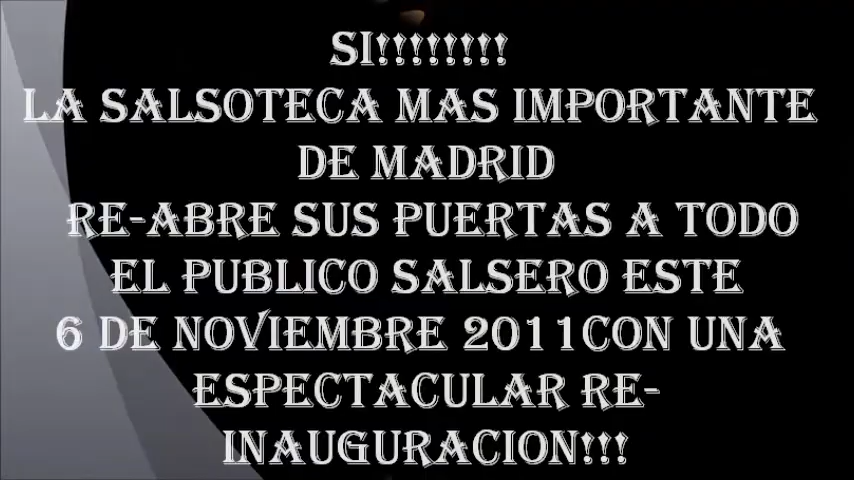 SI!!!!!!!!
LA SALSOTECA MAS IMPORTANTE
DE MADRID
RE-ABRE SUS PUERTAS A TODO
EL PUBLICO SALSERO ESTE
6 DE NOVIEMBRE 2011CON UNA
ESPECTACULAR RE-
INAUGURACION!!!